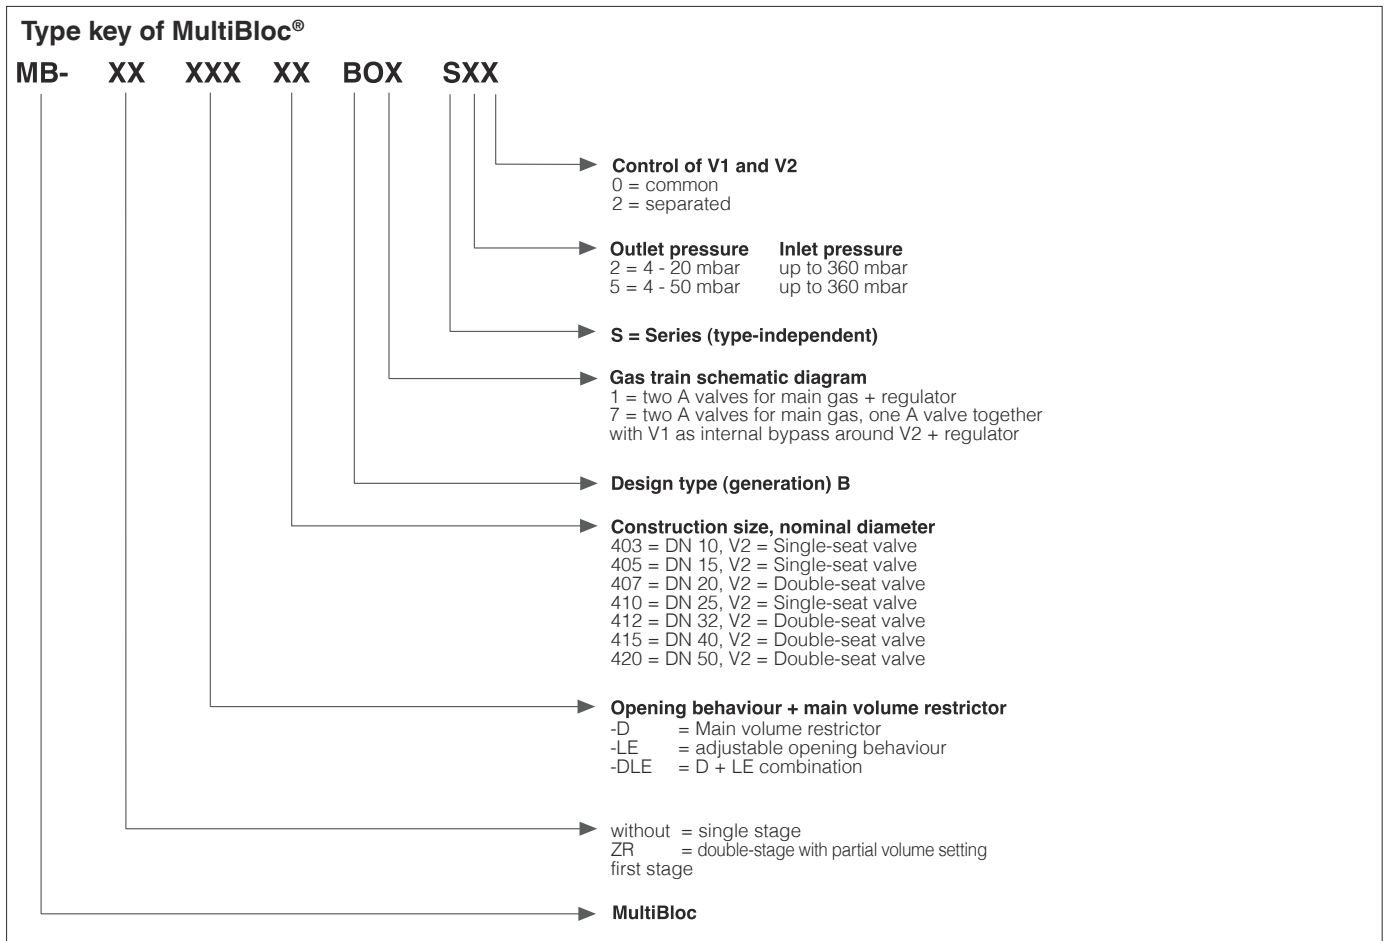 Type key of MultiBloc®
MB- XX XXX XX BOX SXX
Control of V1 and V2
0 = common
2 = separated
Outlet pressure Inlet pressure
2 = 4 - 20 mbar up to 360 mbar
5 = 4 - 50 mbar up to 360 mbar
S = Series (type-independent)
Gas train schematic diagram
1 = two A valves for main gas + regulator
7 = two A valves for main gas, one A valve together
with V1 as internal bypass around V2 + regulator
Design type (generation) B
Construction size, nominal diameter
403 = DN 10, V2 = Single-seat valve
405 = DN 15, V2 = Single-seat valve
407 = DN 20, V2 = Double-seat valve
410 = DN 25, V2 = Single-seat valve
412 = DN 32, V2 = Double-seat valve
415 = DN 40, V2 = Double-seat valve
420 = DN 50, V2 = Double-seat valve
Opening behaviour + main volume restrictor
-D = Main volume restrictor
-LE = adjustable opening behaviour
-DLE = D + LE combination
without = single stage
ZR = double-stage with partial volume setting
first stage
MultiBloc